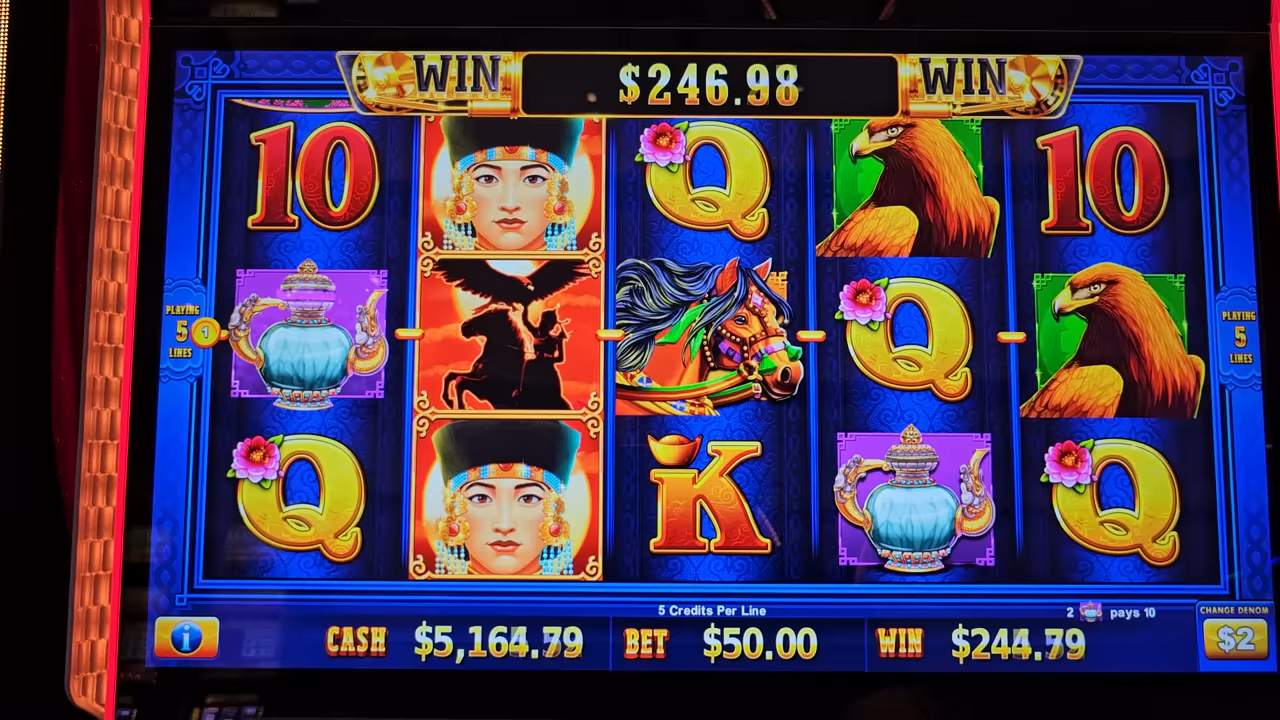 WIN $246.98 WIN
10 Q 10
PLAYING 5 LINES 1 Q PLAYING 5 LINES
Q K Q
5 Credits Per Line
2 pays 10
CASH $5,164.79 BET $50.00 WIN $244.79
CHANGE DENOM
$2
i